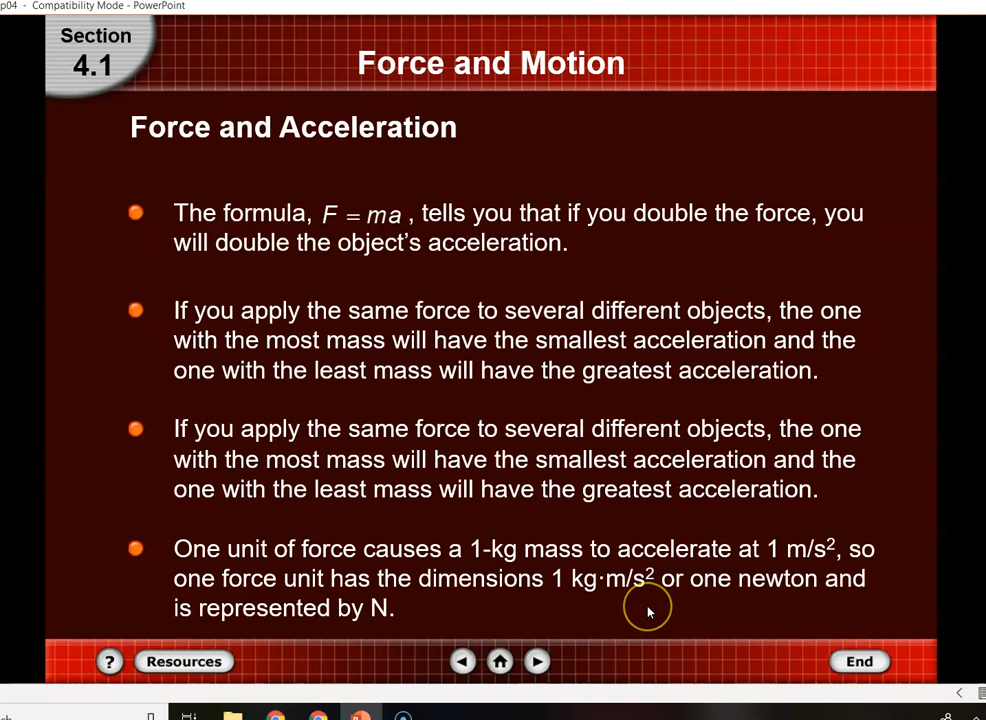 p04 - Compatibility Mode - PowerPoint
Section
4.1
Force and Motion
Force and Acceleration
The formula, F = ma , tells you that if you double the force, you
will double the object’s acceleration.
If you apply the same force to several different objects, the one
with the most mass will have the smallest acceleration and the
one with the least mass will have the greatest acceleration.
If you apply the same force to several different objects, the one
with the most mass will have the smallest acceleration and the
one with the least mass will have the greatest acceleration.
One unit of force causes a 1-kg mass to accelerate at 1 m/s², so
one force unit has the dimensions 1 kg·m/s² or one newton and
is represented by N.
? Resources End